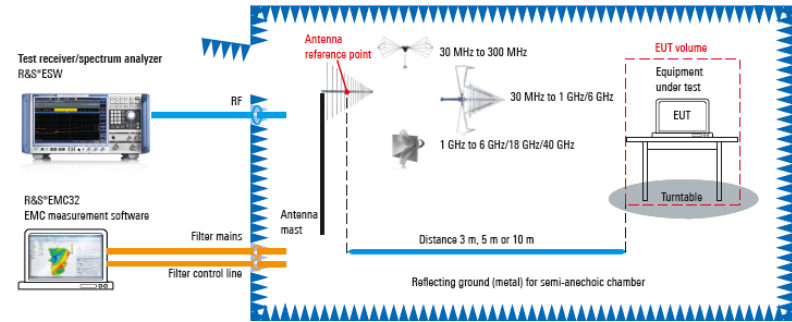 Test receiver/spectrum analyzer
R&S®ESW
RF
R&S®EMC32
EMC measurement software
Filter mains
Filter control line
Antenna
reference point
30 MHz to 300 MHz
30 MHz to 1 GHz/6 GHz
1 GHz to 6 GHz/18 GHz/40 GHz
Antenna
mast
EUT volume
Equipment
under test
EUT
Turntable
Distance 3 m, 5 m or 10 m
Reflecting ground (metal) for semi-anechoic chamber